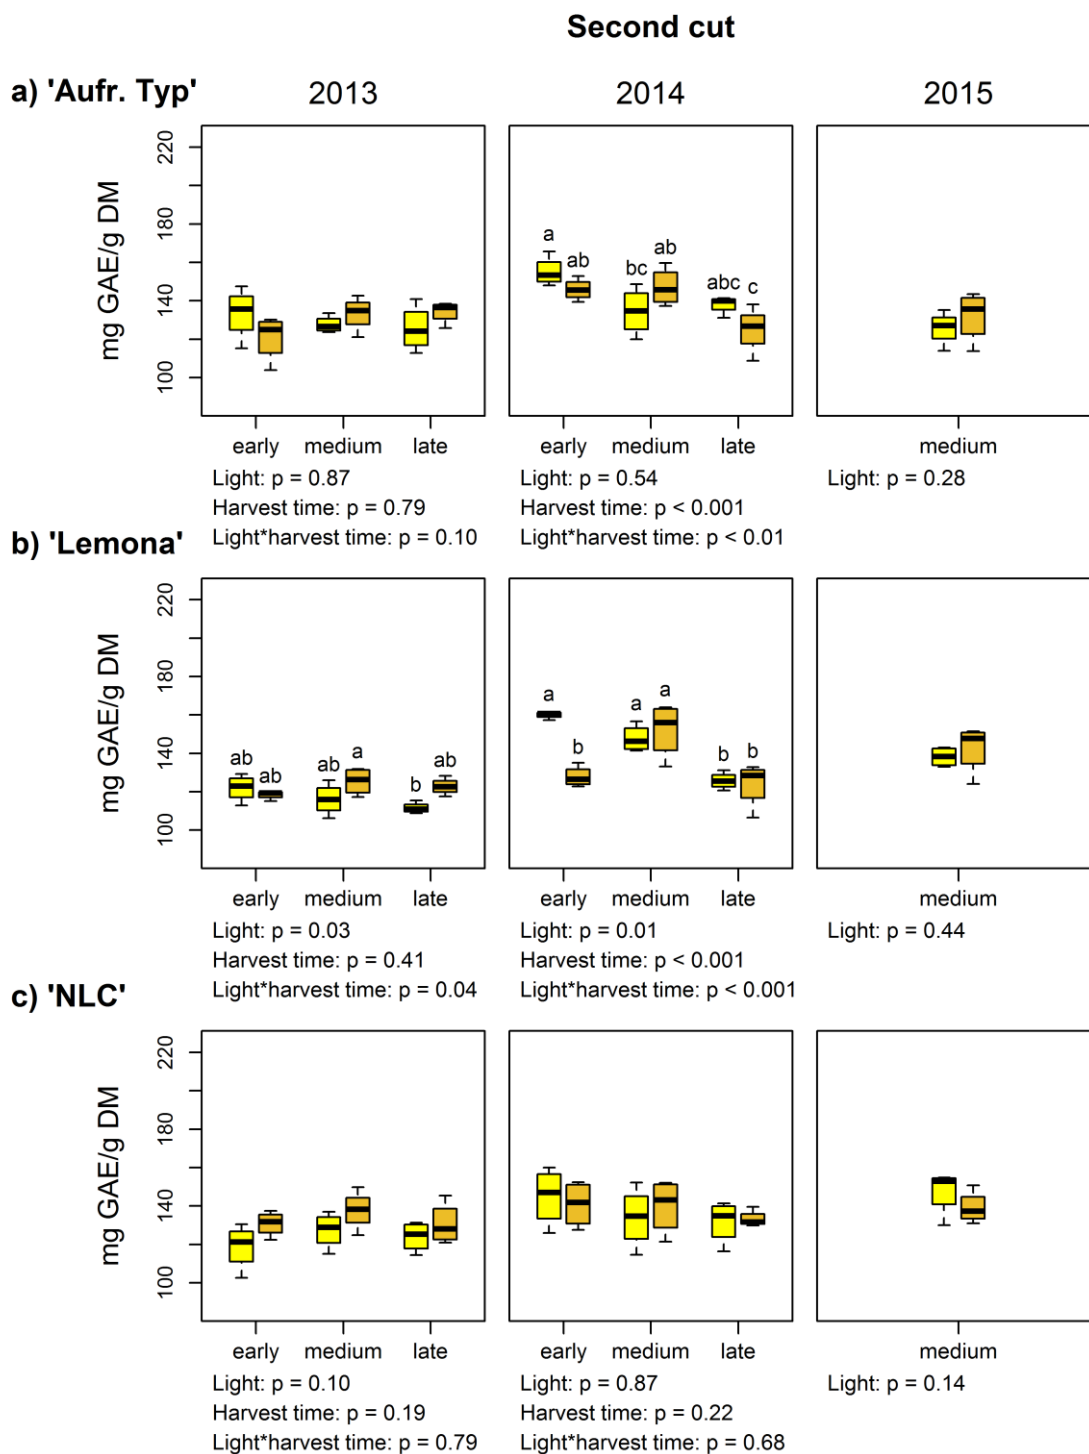 Second cut
a) 'Aufr. Typ' 2013 2014 2015
mg GAE/g DM
220
180
140
100
a ab bc ab abc c
early medium late early medium late medium
Light: p = 0.87 Light: p = 0.54 Light: p = 0.28
Harvest time: p = 0.79 Harvest time: p < 0.001
Light*harvest time: p = 0.10 Light*harvest time: p < 0.01
b) 'Lemona'
mg GAE/g DM
220
180
140
100
ab ab ab a b ab a b a a b b
early medium late early medium late medium
Light: p = 0.03 Light: p = 0.01 Light: p = 0.44
Harvest time: p = 0.41 Harvest time: p < 0.001
Light*harvest time: p = 0.04 Light*harvest time: p < 0.001
c) 'NLC'
mg GAE/g DM
220
180
140
100
early medium late early medium late medium
Light: p = 0.10 Light: p = 0.87 Light: p = 0.14
Harvest time: p = 0.19 Harvest time: p = 0.22
Light*harvest time: p = 0.79 Light*harvest time: p = 0.68